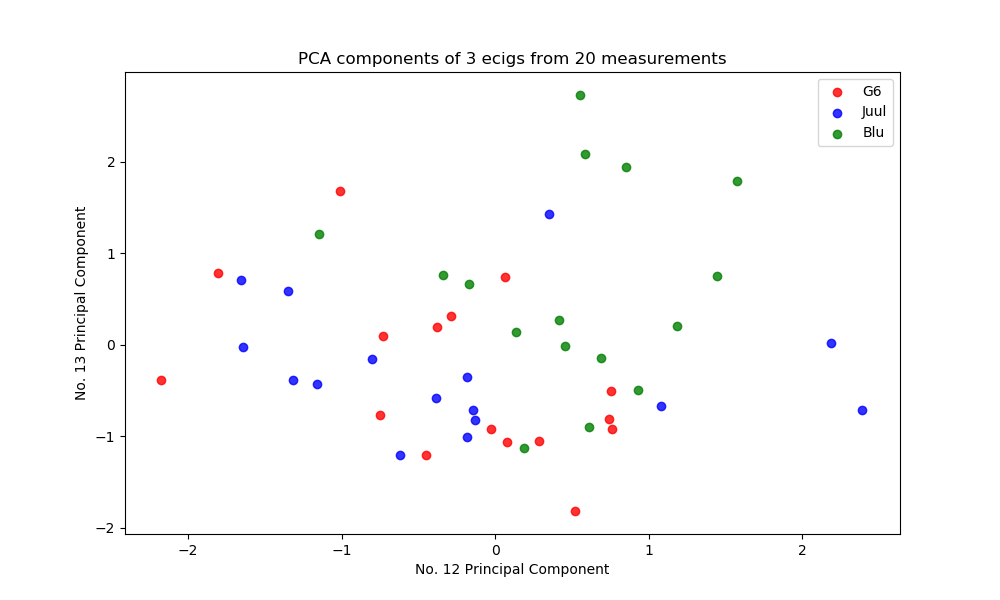 PCA components of 3 ecigs from 20 measurements
G6
Juul
Blu
No. 13 Principal Component
2
1
0
−1
−2
−2 −1 0 1 2
No. 12 Principal Component